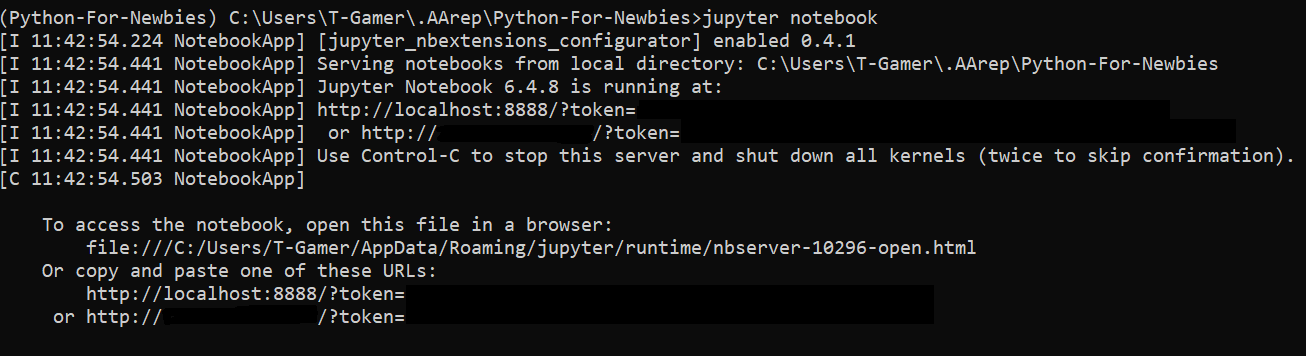 (Python-For-Newbies) C:\Users\T-Gamer\.AArep\Python-For-Newbies>jupyter notebook
[I 11:42:54.224 NotebookApp] [jupyter_nbextensions_configurator] enabled 0.4.1
[I 11:42:54.441 NotebookApp] Serving notebooks from local directory: C:\Users\T-Gamer\.AArep\Python-For-Newbies
[I 11:42:54.441 NotebookApp] Jupyter Notebook 6.4.8 is running at:
[I 11:42:54.441 NotebookApp] http://localhost:8888/?token=
[I 11:42:54.441 NotebookApp]  or http:// /?token=
[I 11:42:54.441 NotebookApp] Use Control-C to stop this server and shut down all kernels (twice to skip confirmation).
[C 11:42:54.503 NotebookApp]
    To access the notebook, open this file in a browser:
        file:///C:/Users/T-Gamer/AppData/Roaming/jupyter/runtime/nbserver-10296-open.html
    Or copy and paste one of these URLs:
        http://localhost:8888/?token=
     or http:// /?token=